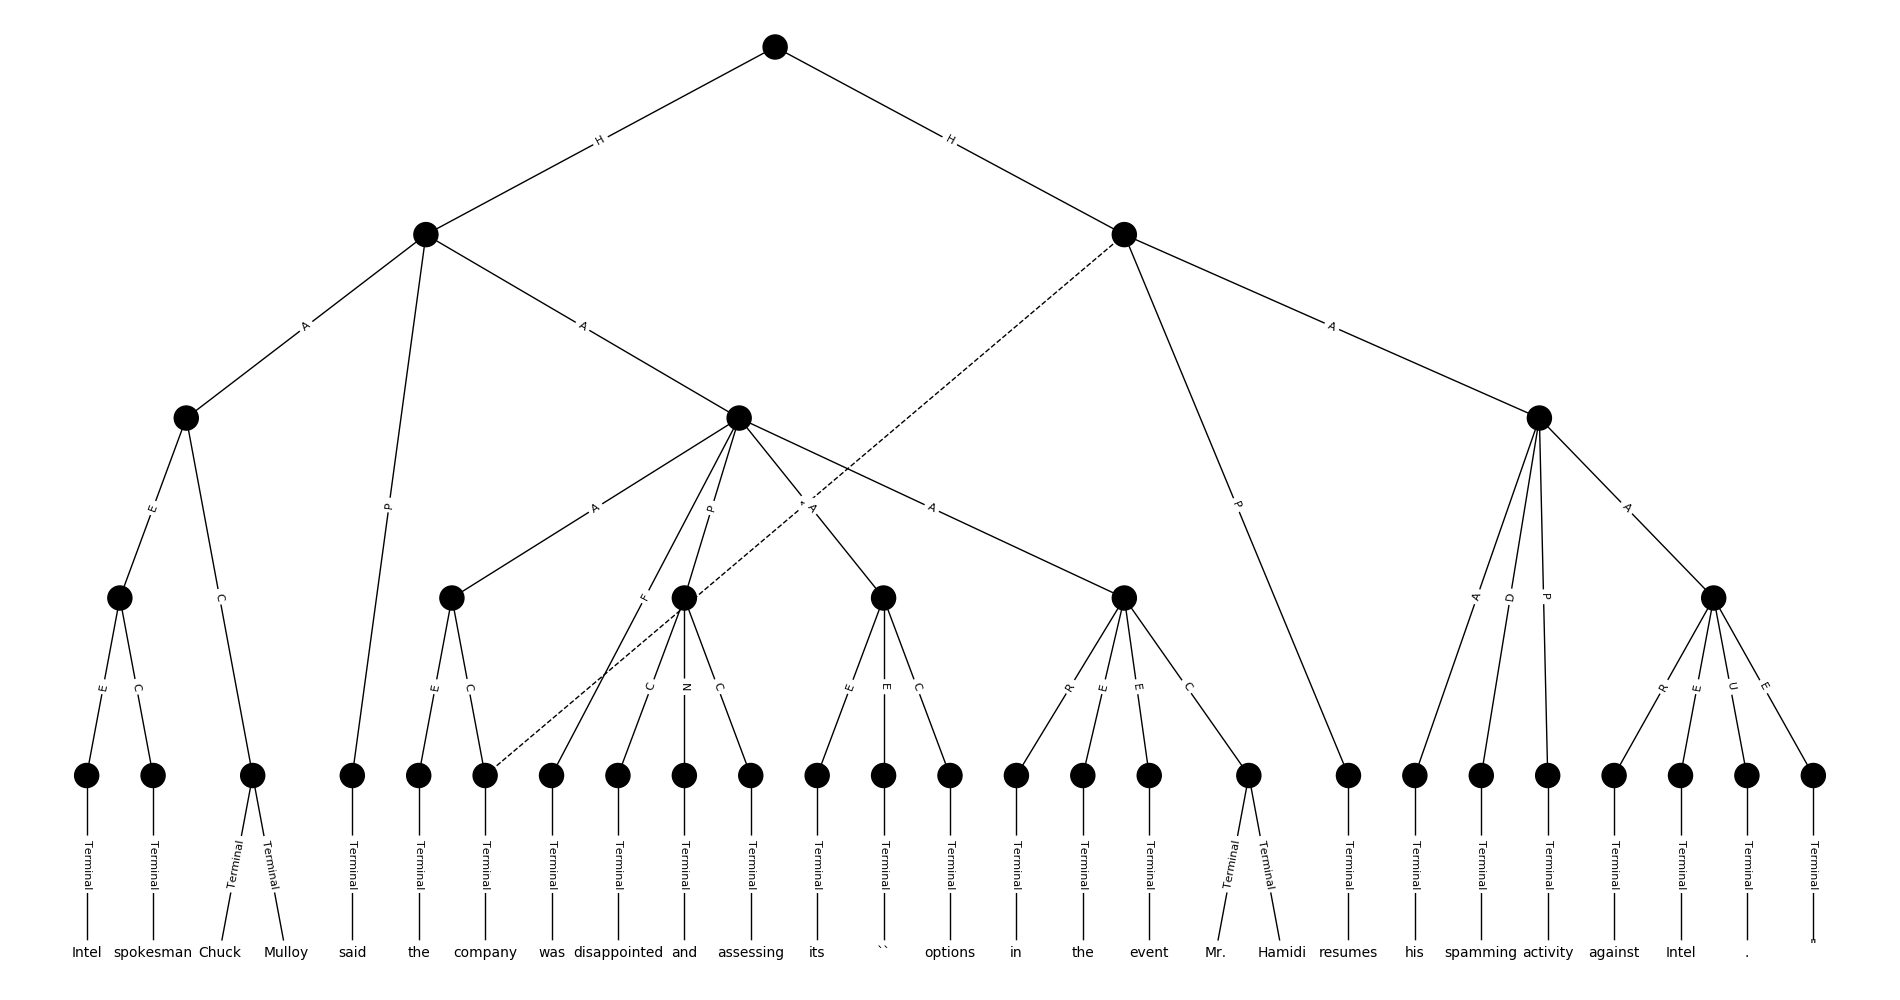 H H
A P A A P A
E C A F P A A A D P A
E C E C C N C E E C R E E C R E U E
Terminal Terminal Terminal Terminal Terminal Terminal Terminal Terminal Terminal Terminal Terminal Terminal Terminal Terminal Terminal Terminal Terminal Terminal Terminal Terminal Terminal Terminal Terminal Terminal Terminal Terminal Terminal
Intel spokesman Chuck Mulloy said the company was disappointed and assessing its `` options in the event Mr. Hamidi resumes his spamming activity against Intel . "